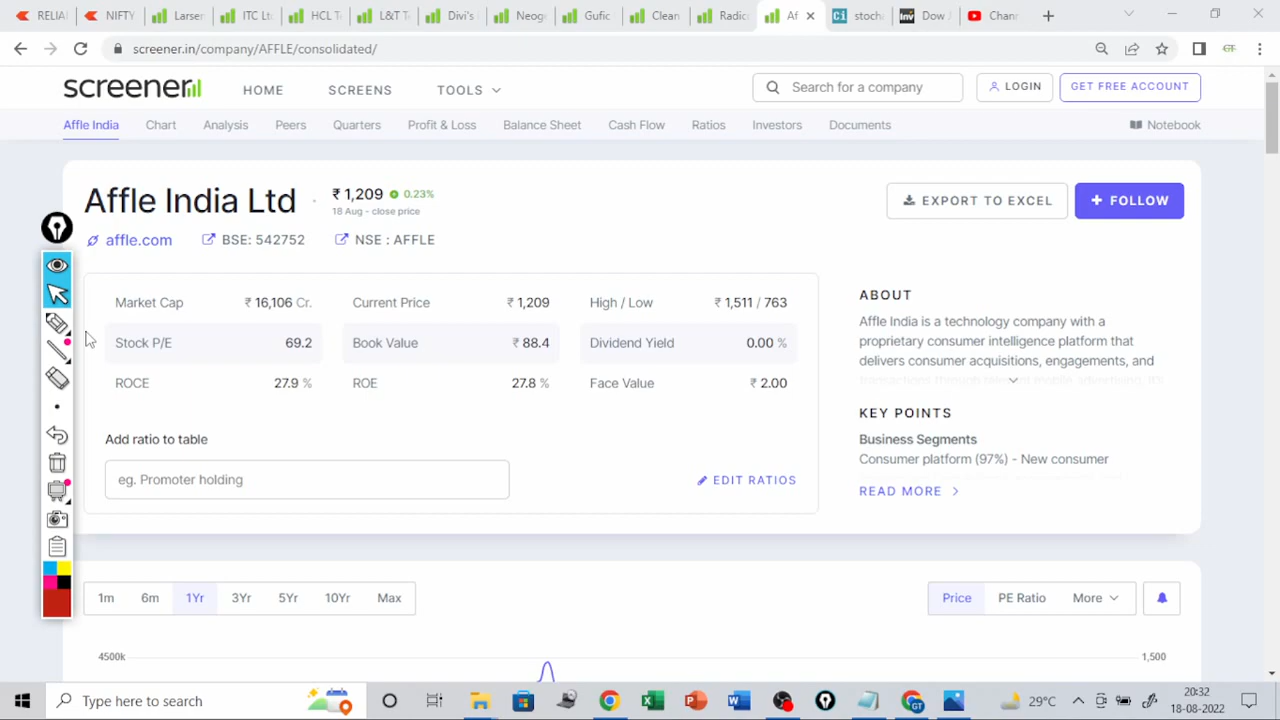 RELIA
NIFTY
Larsen
ITC L
HCL T
L&T T
Divi's
Neog
Gufic
Clean
Radic
Af
stoch
Dow J
Chan
screener.in/company/AFFLE/consolidated/
screener
HOME
SCREENS
TOOLS
Search for a company
LOGIN
GET FREE ACCOUNT
Affle India
Chart
Analysis
Peers
Quarters
Profit & Loss
Balance Sheet
Cash Flow
Ratios
Investors
Documents
Notebook
Affle India Ltd
₹ 1,209 0.23%
18 Aug - close price
EXPORT TO EXCEL
+ FOLLOW
affle.com
BSE: 542752
NSE : AFFLE
Market Cap ₹ 16,106 Cr.
Current Price ₹ 1,209
High / Low ₹ 1,511 / 763
Stock P/E 69.2
Book Value ₹ 88.4
Dividend Yield 0.00 %
ROCE 27.9 %
ROE 27.8 %
Face Value ₹ 2.00
Add ratio to table
eg. Promoter holding
EDIT RATIOS
ABOUT
Affle India is a technology company with a
proprietary consumer intelligence platform that
delivers consumer acquisitions, engagements, and
KEY POINTS
Business Segments
Consumer platform (97%) - New consumer
READ MORE
1m
6m
1Yr
3Yr
5Yr
10Yr
Max
Price
PE Ratio
More
4500k
1,500
Type here to search
29°C
20:32
18-08-2022